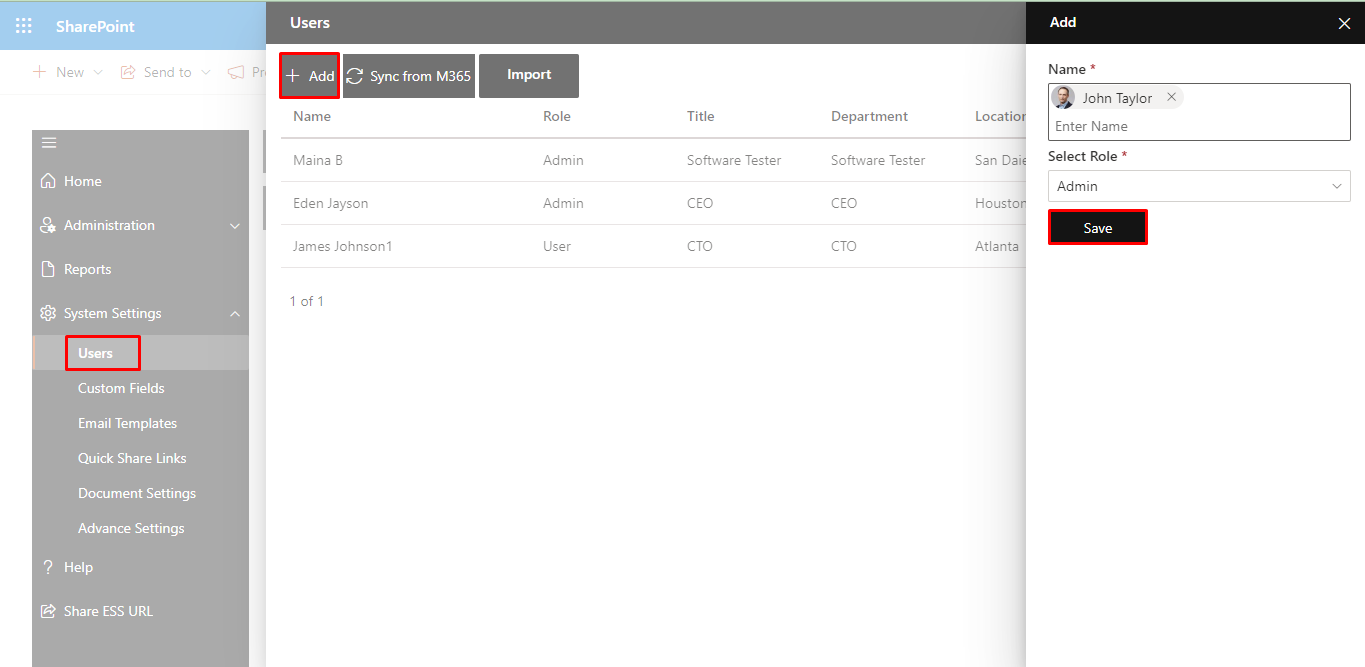 SharePoint
New
Send to
Users
Add
Sync from M365
Import
Name Role Title Department Location
Maina B Admin Software Tester Software Tester
Eden Jayson Admin CEO CEO Houston
James Johnson1 User CTO CTO Atlanta
1 of 1
Home
Administration
Reports
System Settings
Users
Custom Fields
Email Templates
Quick Share Links
Document Settings
Advance Settings
? Help
Share ESS URL
Add
Name *
John Taylor
Enter Name
Select Role *
Admin
Save